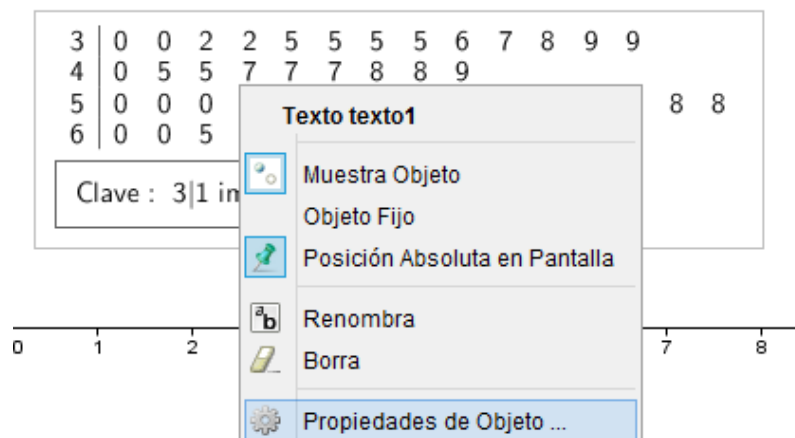 3 | 0 0 2 2 5 5 5 5 6 7 8 9 9
4 | 0 5 5 7 7 7 8 8 9
5 | 0 0 0 8 8
6 | 0 0 5
Clave : 3|1
Texto texto1
Muestra Objeto
Objeto Fijo
Posición Absoluta en Pantalla
ab Renombra
Borra
Propiedades de Objeto ...
0 1 2 7 8